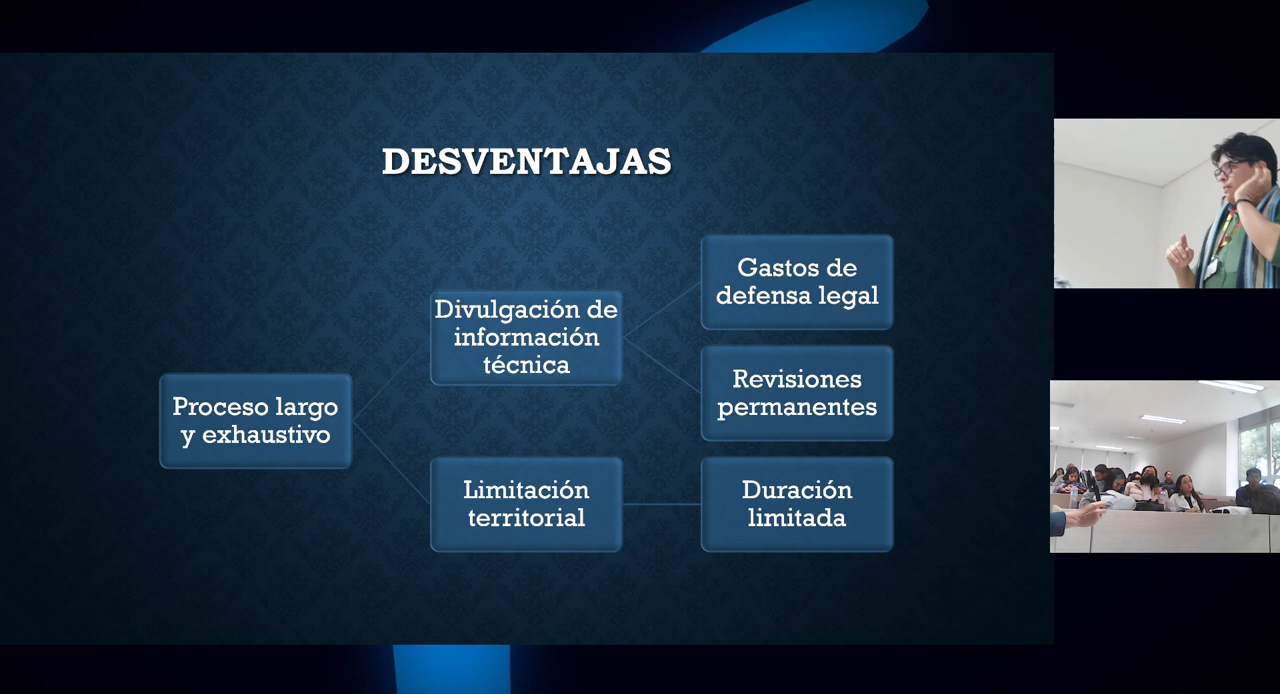 DESVENTAJAS
Proceso largo
y exhaustivo
Divulgación de
información
técnica
Limitación
territorial
Gastos de
defensa legal
Revisiones
permanentes
Duración
limitada